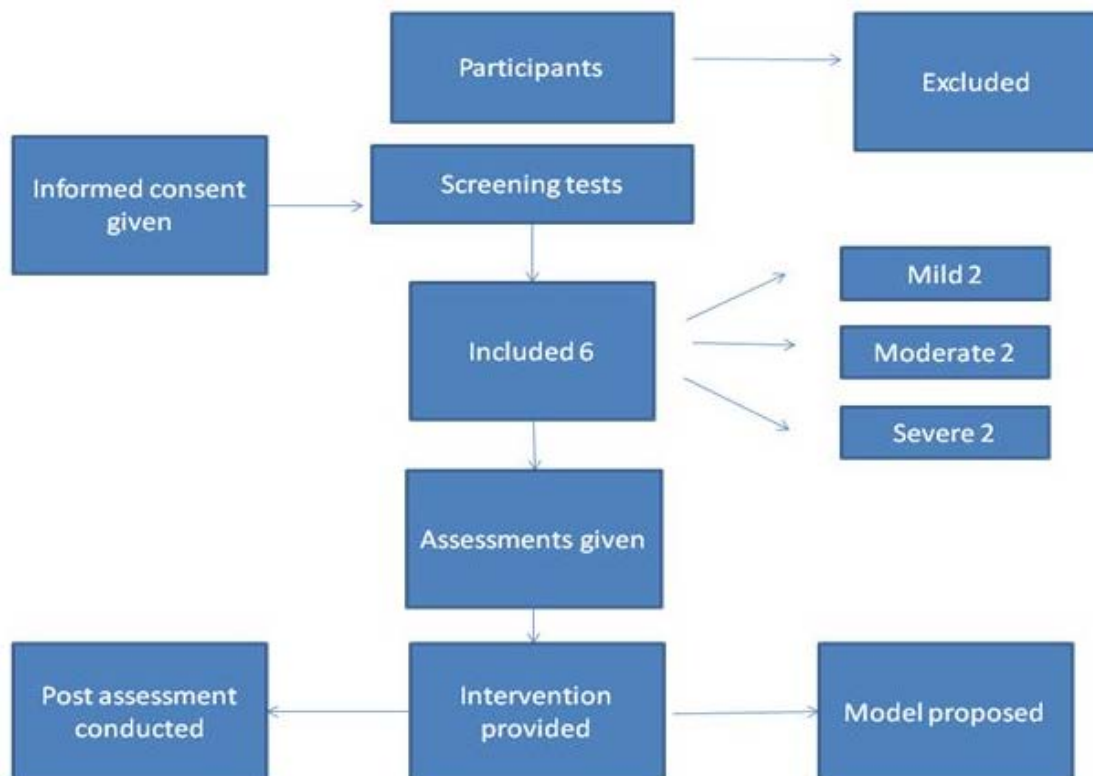 Participants
Excluded
Informed consent
given
Screening tests
Mild 2
Included 6
Moderate 2
Severe 2
Assessments given
Post assessment
conducted
Intervention
provided
Model proposed